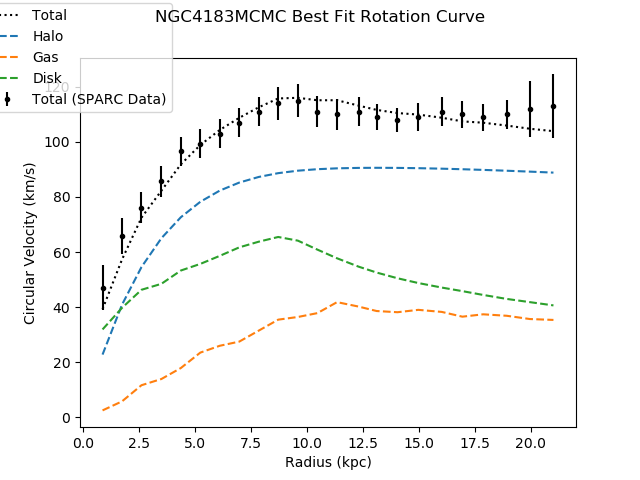 NGC4183MCMC Best Fit Rotation Curve
Total
Halo
Gas
Disk
Total (SPARC Data)
120
100
80
60
40
20
0
Circular Velocity (km/s)
0.0 2.5 5.0 7.5 10.0 12.5 15.0 17.5 20.0
Radius (kpc)